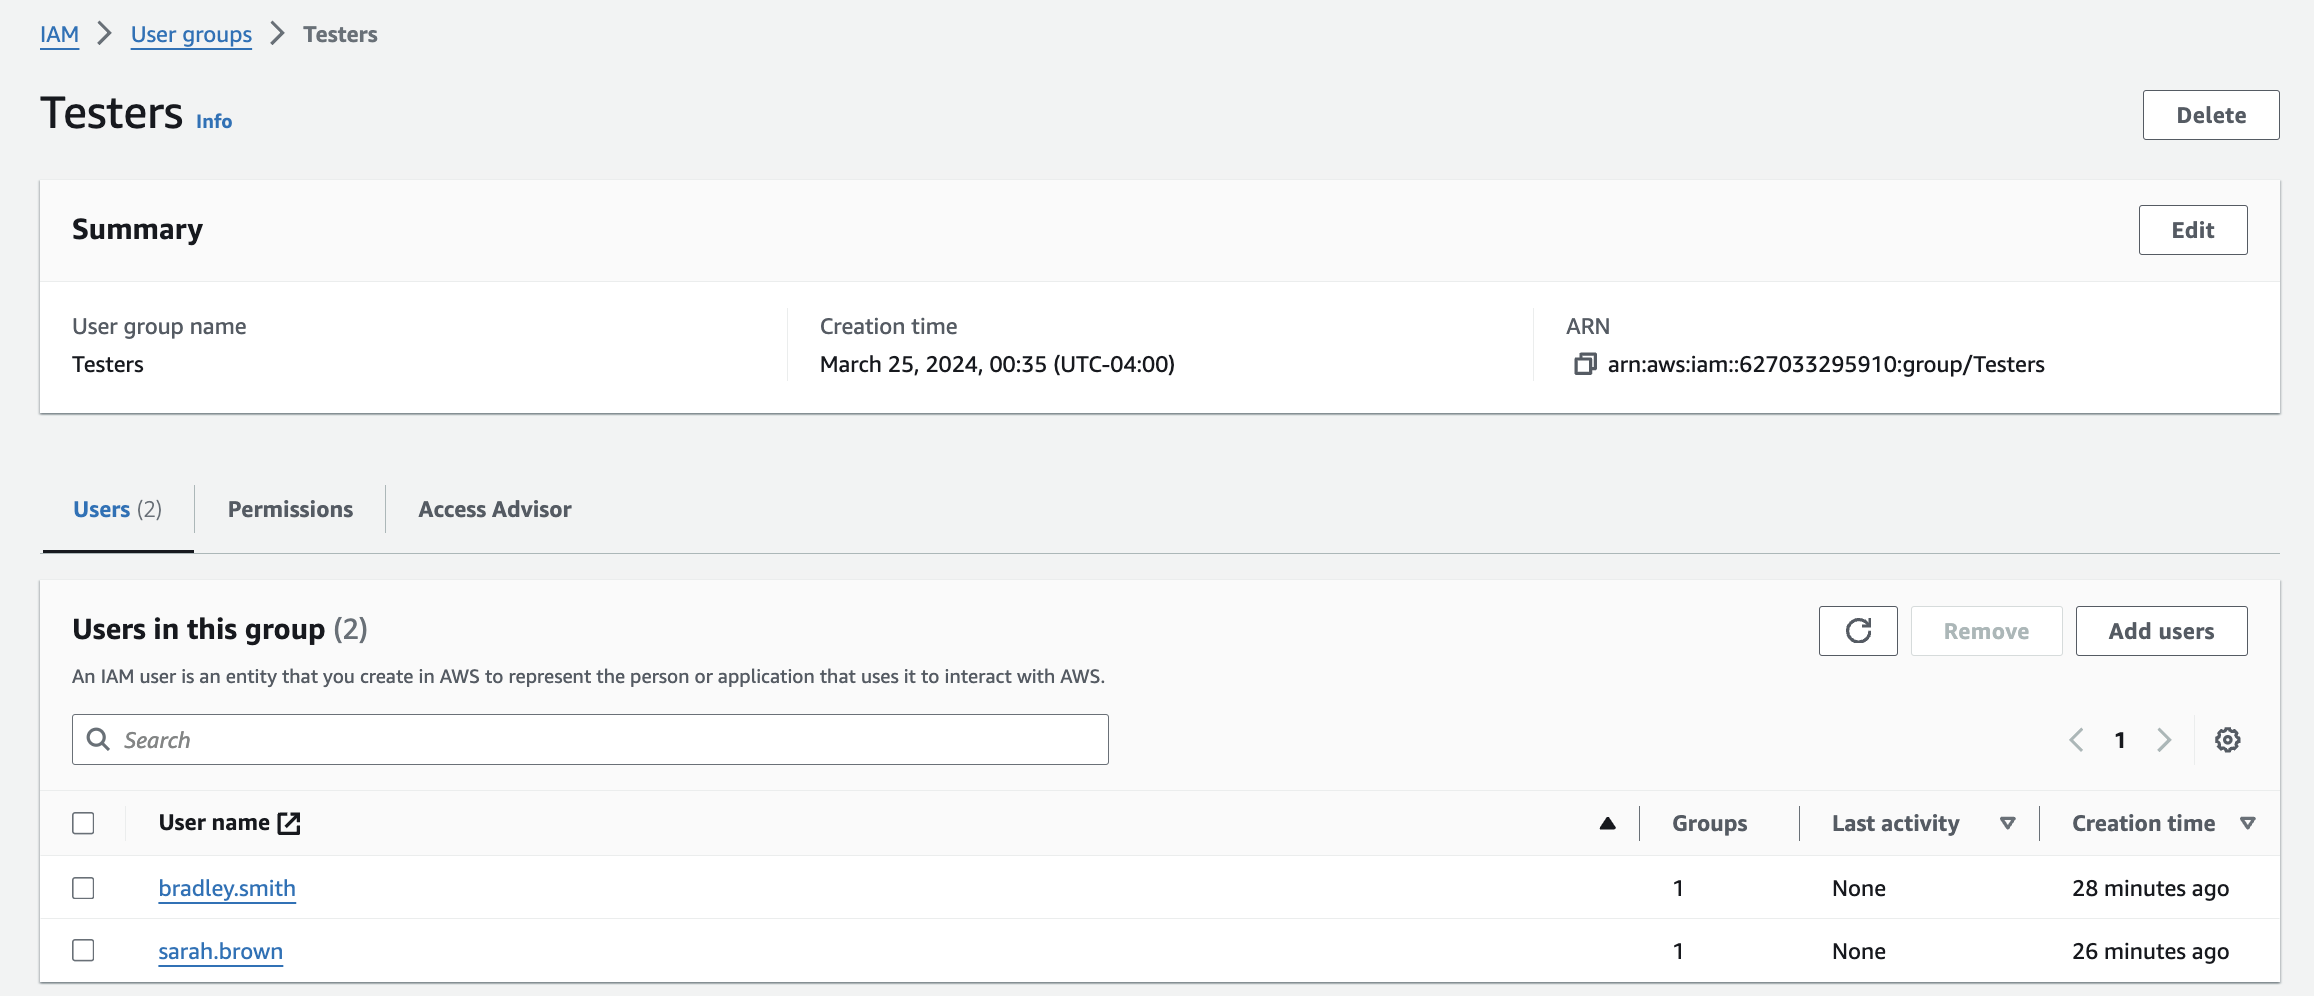 IAM > User groups > Testers
Testers Info
Delete
Summary
Edit
User group name
Testers
Creation time
March 25, 2024, 00:35 (UTC-04:00)
ARN
arn:aws:iam::627033295910:group/Testers
Users (2)
Permissions
Access Advisor
Users in this group (2)
Remove
Add users
An IAM user is an entity that you create in AWS to represent the person or application that uses it to interact with AWS.
Search
1
User name Groups Last activity Creation time
bradley.smith 1 None 28 minutes ago
sarah.brown 1 None 26 minutes ago